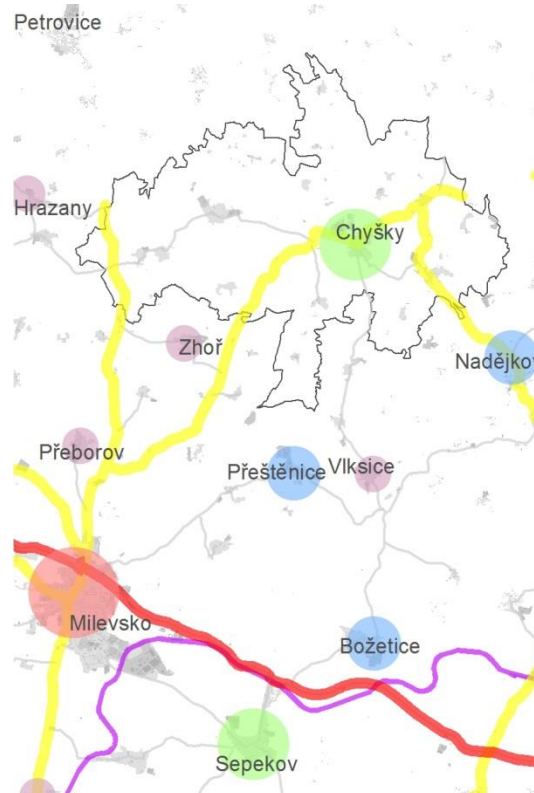 Petrovice
Hrazany
Chyšky
Zhoř
Nadějkov
Přeborov
Přeštěnice
Vlksice
Milevsko
Božetice
Sepekov